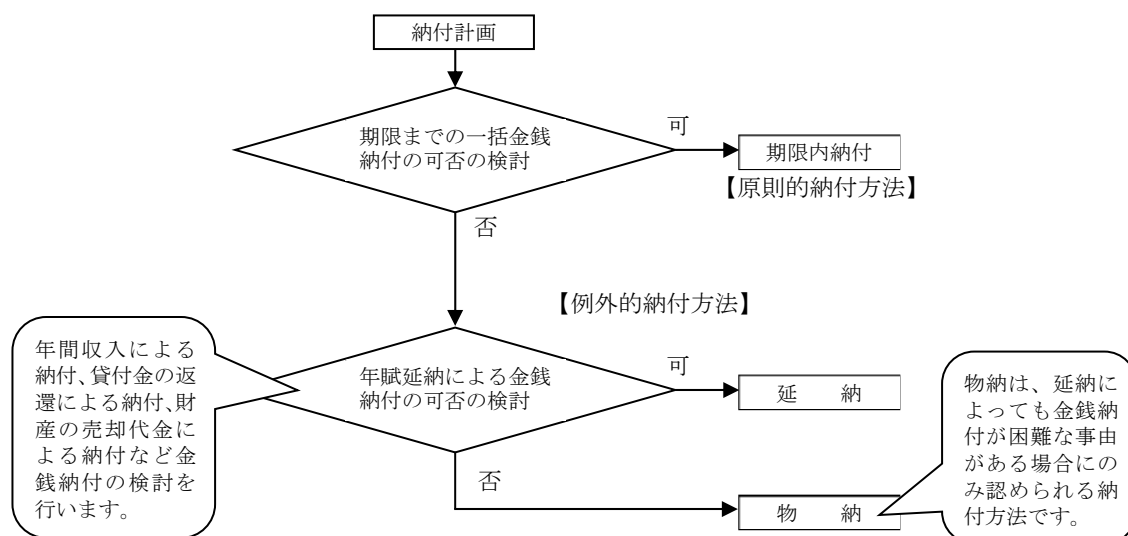 納付計画
期限までの一括金銭
納付の可否の検討
可
期限内納付
【原則的納付方法】
否
【例外的納付方法】
年間収入による
納付、貸付金の返
還による納付、財
産の売却代金に
よる納付など金
銭納付の検討を
行います。
年賦延納による金銭
納付の可否の検討
可
延　納
否
物　納
物納は、延納に
よっても金銭納
付が困難な事由
がある場合にの
み認められる納
付方法です。